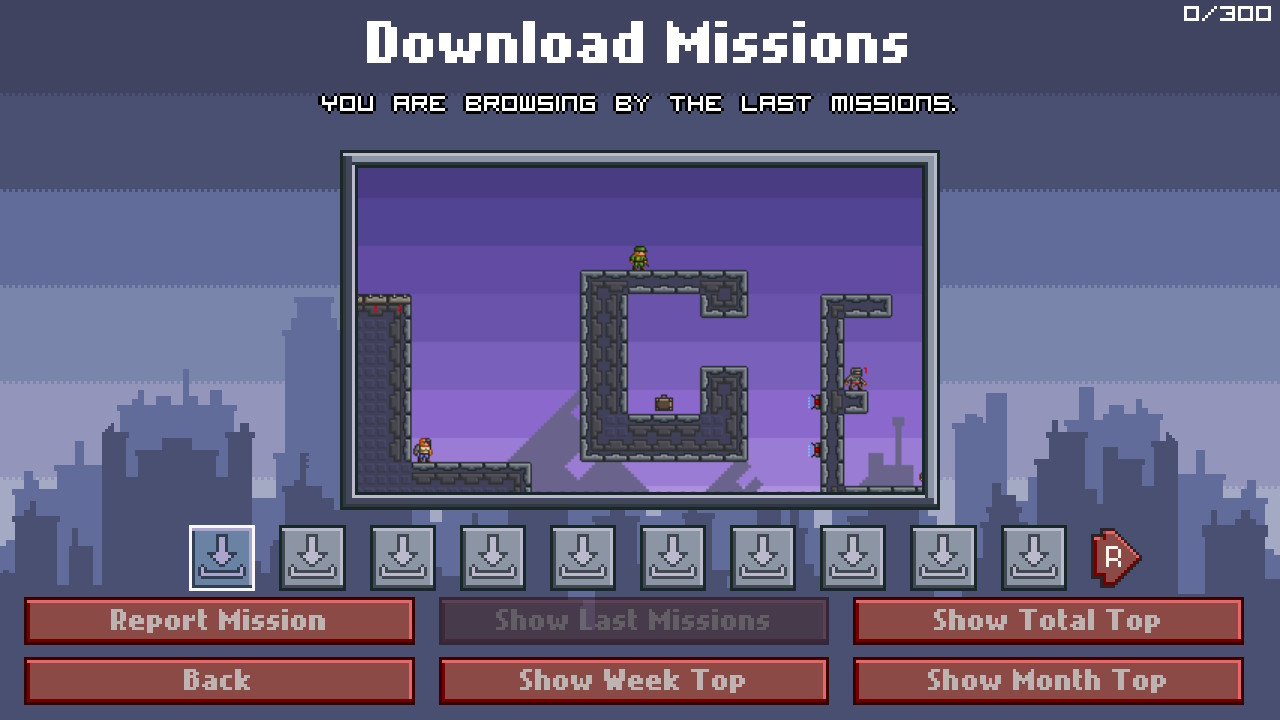 0/300
Download Missions
YOU ARE BROWSING BY THE LAST MISSIONS.
R
Report Mission
Show Last Missions
Show Total Top
Back
Show Week Top
Show Month Top